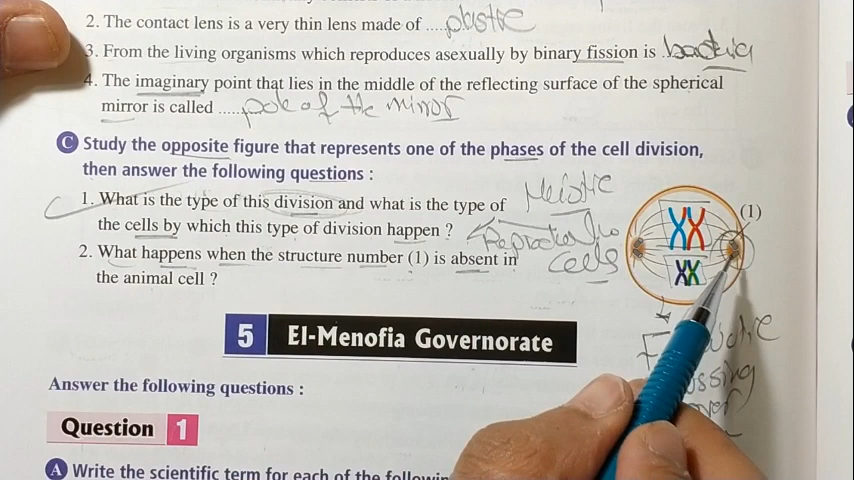 2. The contact lens is a very thin lens made of ....plastic
3. From the living organisms which reproduces asexually by binary fission is .bacteria
4. The imaginary point that lies in the middle of the reflecting surface of the spherical
mirror is called ......pole of the mirror
C Study the opposite figure that represents one of the phases of the cell division,
then answer the following questions :
1. What is the type of this division and what is the type of
the cells by which this type of division happen ?
Meiotic
Reproductive
cells
2. What happens when the structure number (1) is absent in
the animal cell ?
(1)
5 El-Menofia Governorate
Answer the following questions :
Question 1
A Write the scientific term for each of the following